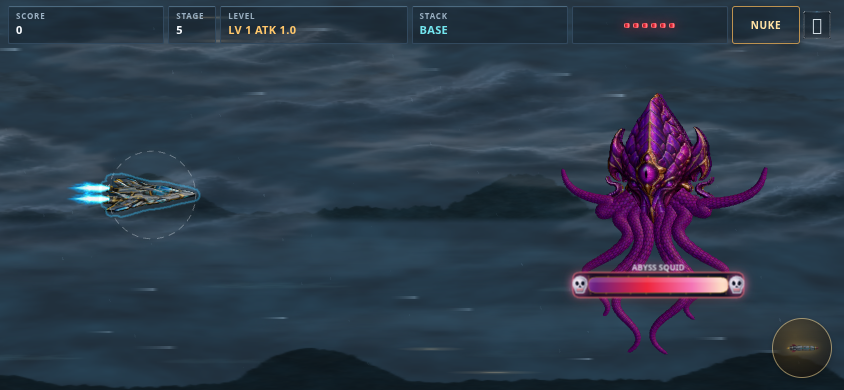 SCORE
0
STAGE
5
LEVEL
LV 1 ATK 1.0
STACK
BASE
NUKE
ABYSS SQUID